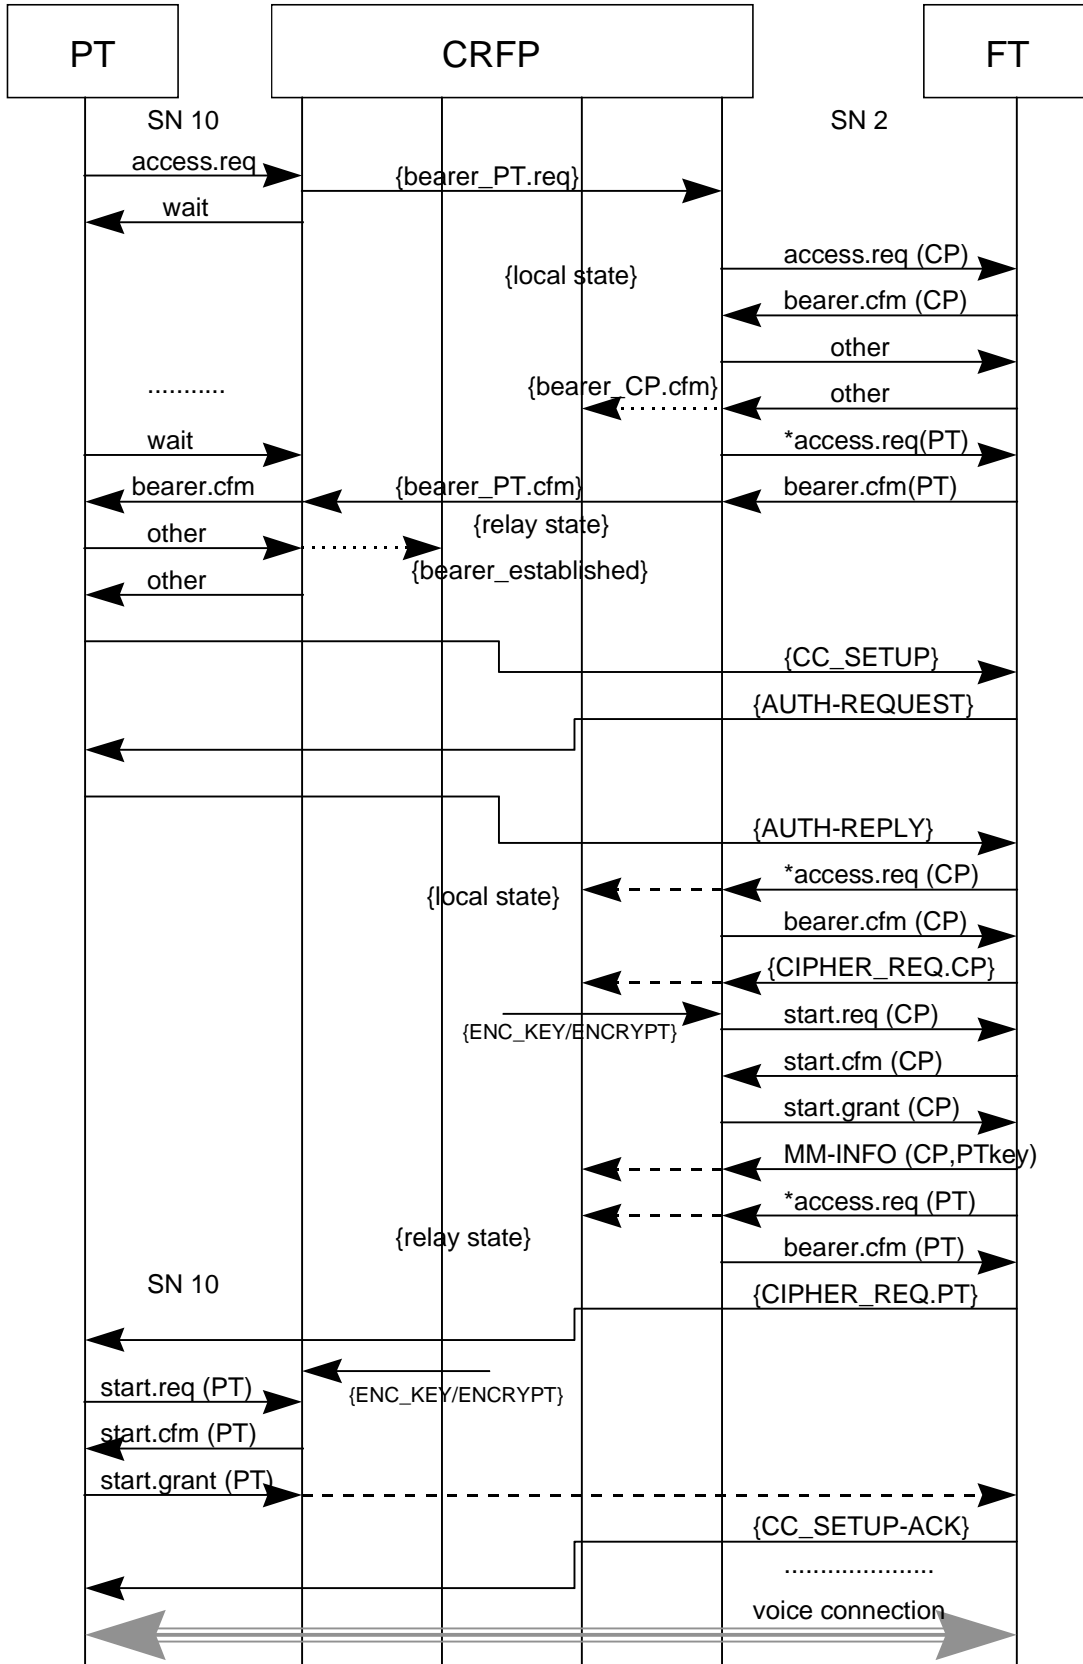 PT CRFP FT
SN 10 SN 2
access.req {bearer_PT.req}
wait
access.req (CP)
{local state}
bearer.cfm (CP)
other
........... {bearer_CP.cfm} other
wait *access.req(PT)
bearer.cfm {bearer_PT.cfm} bearer.cfm(PT)
{relay state}
other
{bearer_established}
other
{CC_SETUP}
{AUTH-REQUEST}
{AUTH-REPLY}
*access.req (CP)
{local state}
bearer.cfm (CP)
{CIPHER_REQ.CP}
start.req (CP)
{ENC_KEY/ENCRYPT}
start.cfm (CP)
start.grant (CP)
MM-INFO (CP,PTkey)
*access.req (PT)
{relay state}
bearer.cfm (PT)
SN 10
{CIPHER_REQ.PT}
start.req (PT)
{ENC_KEY/ENCRYPT}
start.cfm (PT)
start.grant (PT)
{CC_SETUP-ACK}
.....................
voice connection